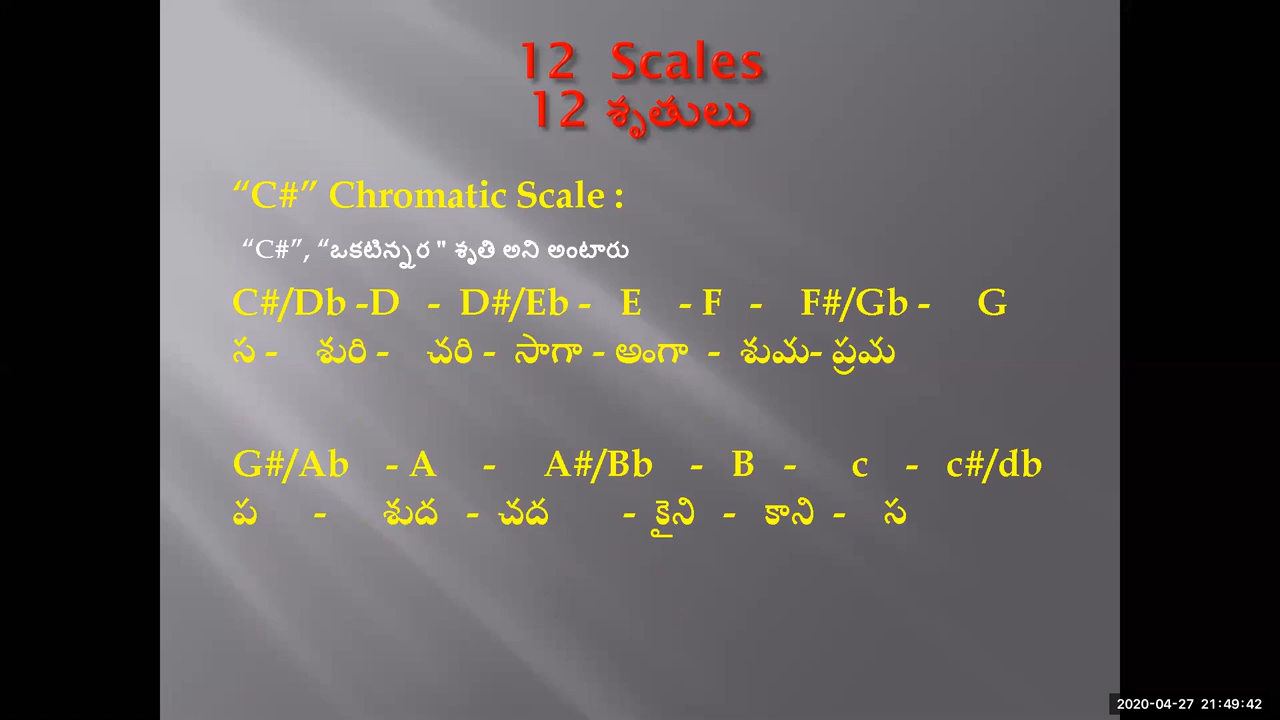 12 Scales
12 శృతులు
“C#” Chromatic Scale :
“C#”, “ఒకటిన్నర " శృతి అని అంటారు
C#/Db -D - D#/Eb - E - F - F#/Gb - G
స - శురి - చరి - సాగా - అంగా - శుమ- ప్రమ
G#/Ab - A - A#/Bb - B - c - c#/db
ప - శుద - చద - కైని - కాని - స
2020-04-27 21:49:42